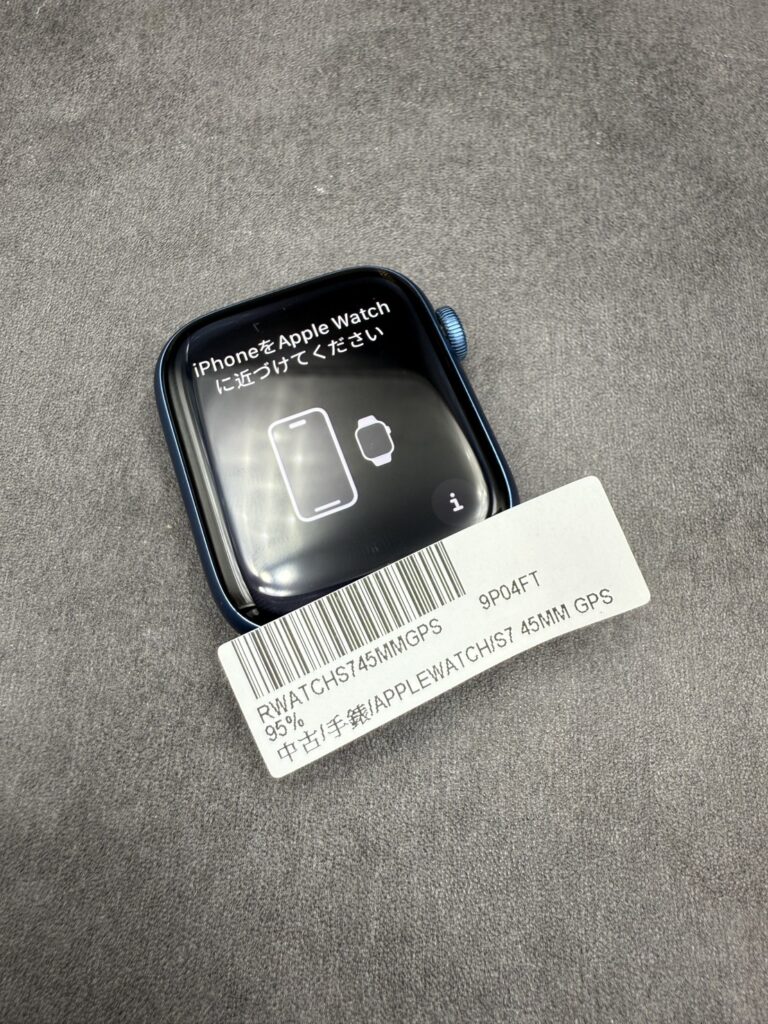 iPhoneをApple Watch
に近づけてください
i
9P04FT
RWATCHS745MMGPS
95%
中古/手錶/APPLEWATCH/S7 45MM GPS